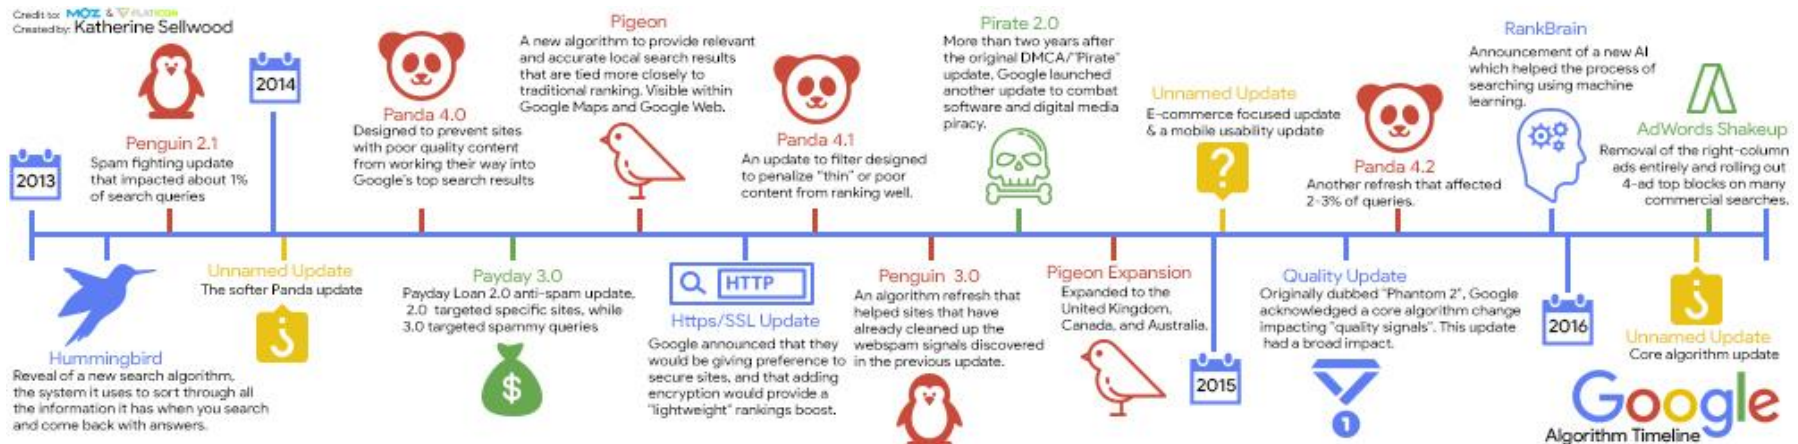 Credit to: MOZ & PLATICON
Created by: Katherine Sellwood
2013
Penguin 2.1
Spam fighting update
that impacted about 1%
of search queries
2014
Panda 4.0
Designed to prevent sites
with poor quality content
from working their way into
Google's top search results
Pigeon
A new algorithm to provide relevant
and accurate local search results
that are tied more closely to
traditional ranking. Visible within
Google Maps and Google Web.
Panda 4.1
An update to filter designed
to penalize "thin" or poor
content from ranking well.
Pirate 2.0
More than two years after
the original DMCA/"Pirate"
update, Google launched
another update to combat
software and digital media
piracy.
Unnamed Update
E-commerce focused update
& a mobile usability update
?
Panda 4.2
Another refresh that affected
2-3% of queries.
RankBrain
Announcement of a new AI
which helped the process of
searching using machine
learning.
AdWords Shakeup
Removal of the right-column
ads entirely and rolling out
4-ad top blocks on many
commercial searches.
Hummingbird
Reveal of a new search algorithm,
the system it uses to sort through all
the information it has when you search
and come back with answers.
Unnamed Update
The softer Panda update
¿
Payday 3.0
Payday Loan 2.0 anti-spam update,
2.0 targeted specific sites, while
3.0 targeted spammy queries
$
HTTP
Https/SSL Update
Google announced that they
would be giving preference to
secure sites, and that adding
encryption would provide a
"lightweight" rankings boost.
Penguin 3.0
An algorithm refresh that
helped sites that have
already cleaned up the
webspam signals discovered
in the previous update.
Pigeon Expansion
Expanded to the
United Kingdom,
Canada, and Australia.
2015
Quality Update
Originally dubbed "Phantom 2", Google
acknowledged a core algorithm change
impacting "quality signals". This update
had a broad impact.
1
2016
¿
Unnamed Update
Core algorithm update
Google
Algorithm Timeline